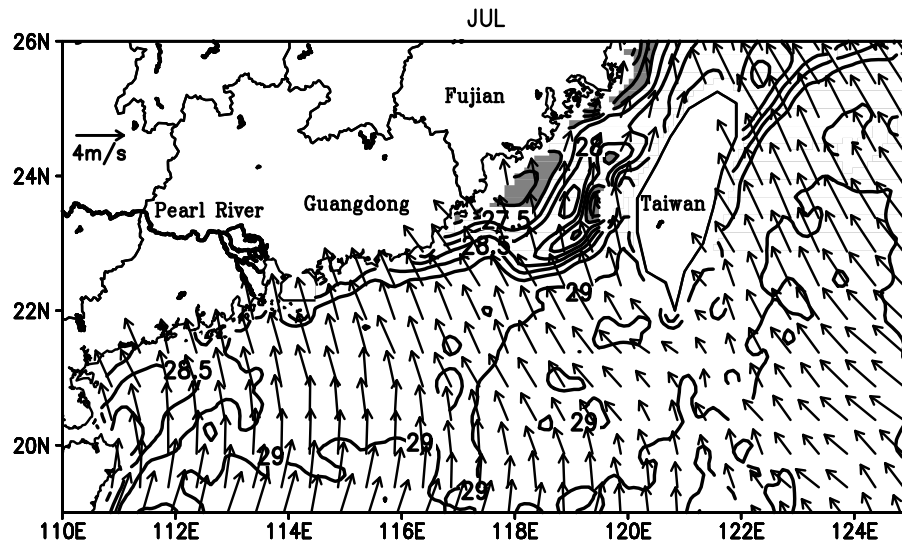 JUL
26N
Fujian
4m/s
28
24N
Pearl River
Guangdong
Taiwan
27.5
28.5
29
22N
28.5
29
20N
29
29
29
110E
112E
114E
116E
118E
120E
122E
124E